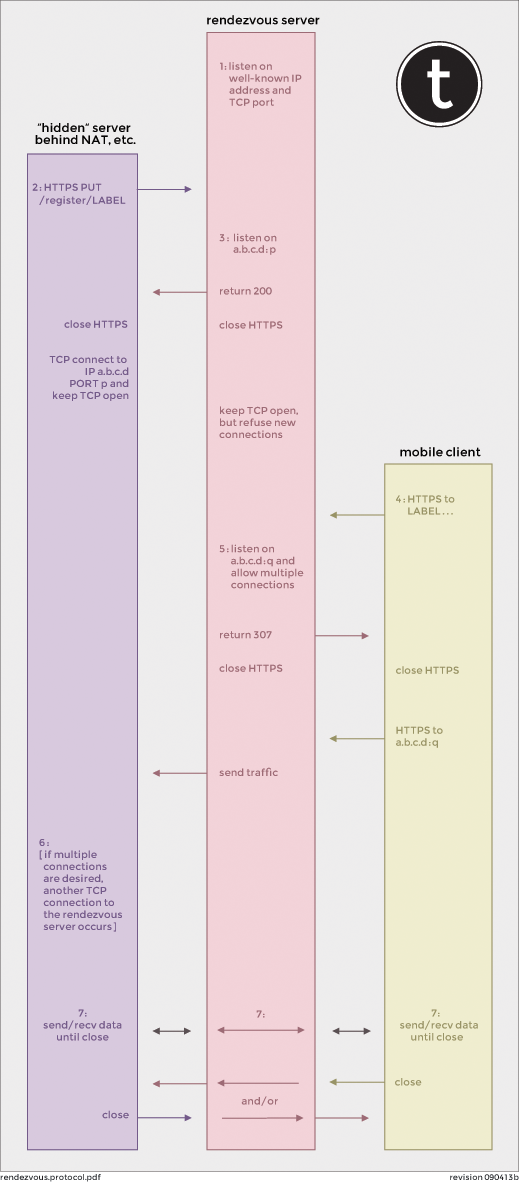 rendezvous server
1: listen on
well-known IP
address and
TCP port
t
"hidden" server
behind NAT, etc.
2: HTTPS PUT
/register/LABEL
3: listen on
a.b.c.d:p
return 200
close HTTPS
close HTTPS
TCP connect to
IP a.b.c.d
PORT p and
keep TCP open
keep TCP open,
but refuse new
connections
mobile client
4: HTTPS to
LABEL...
5: listen on
a.b.c.d:q and
allow multiple
connections
return 307
close HTTPS
close HTTPS
HTTPS to
a.b.c.d:q
send traffic
6:
[ if multiple
connections
are desired,
another TCP
connection to
the rendezvous
server occurs ]
7:
send/recv data
until close
7:
7:
send/recv data
until close
close
and/or
close
rendezvous.protocol.pdf
revision 090413b